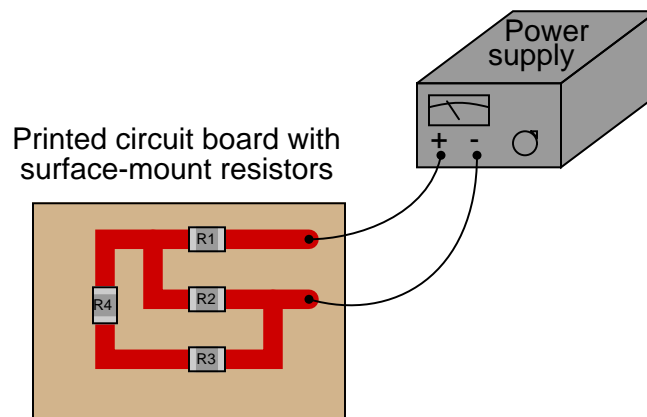 Power
supply
+ -
Printed circuit board with
surface-mount resistors
R1
R2
R4
R3